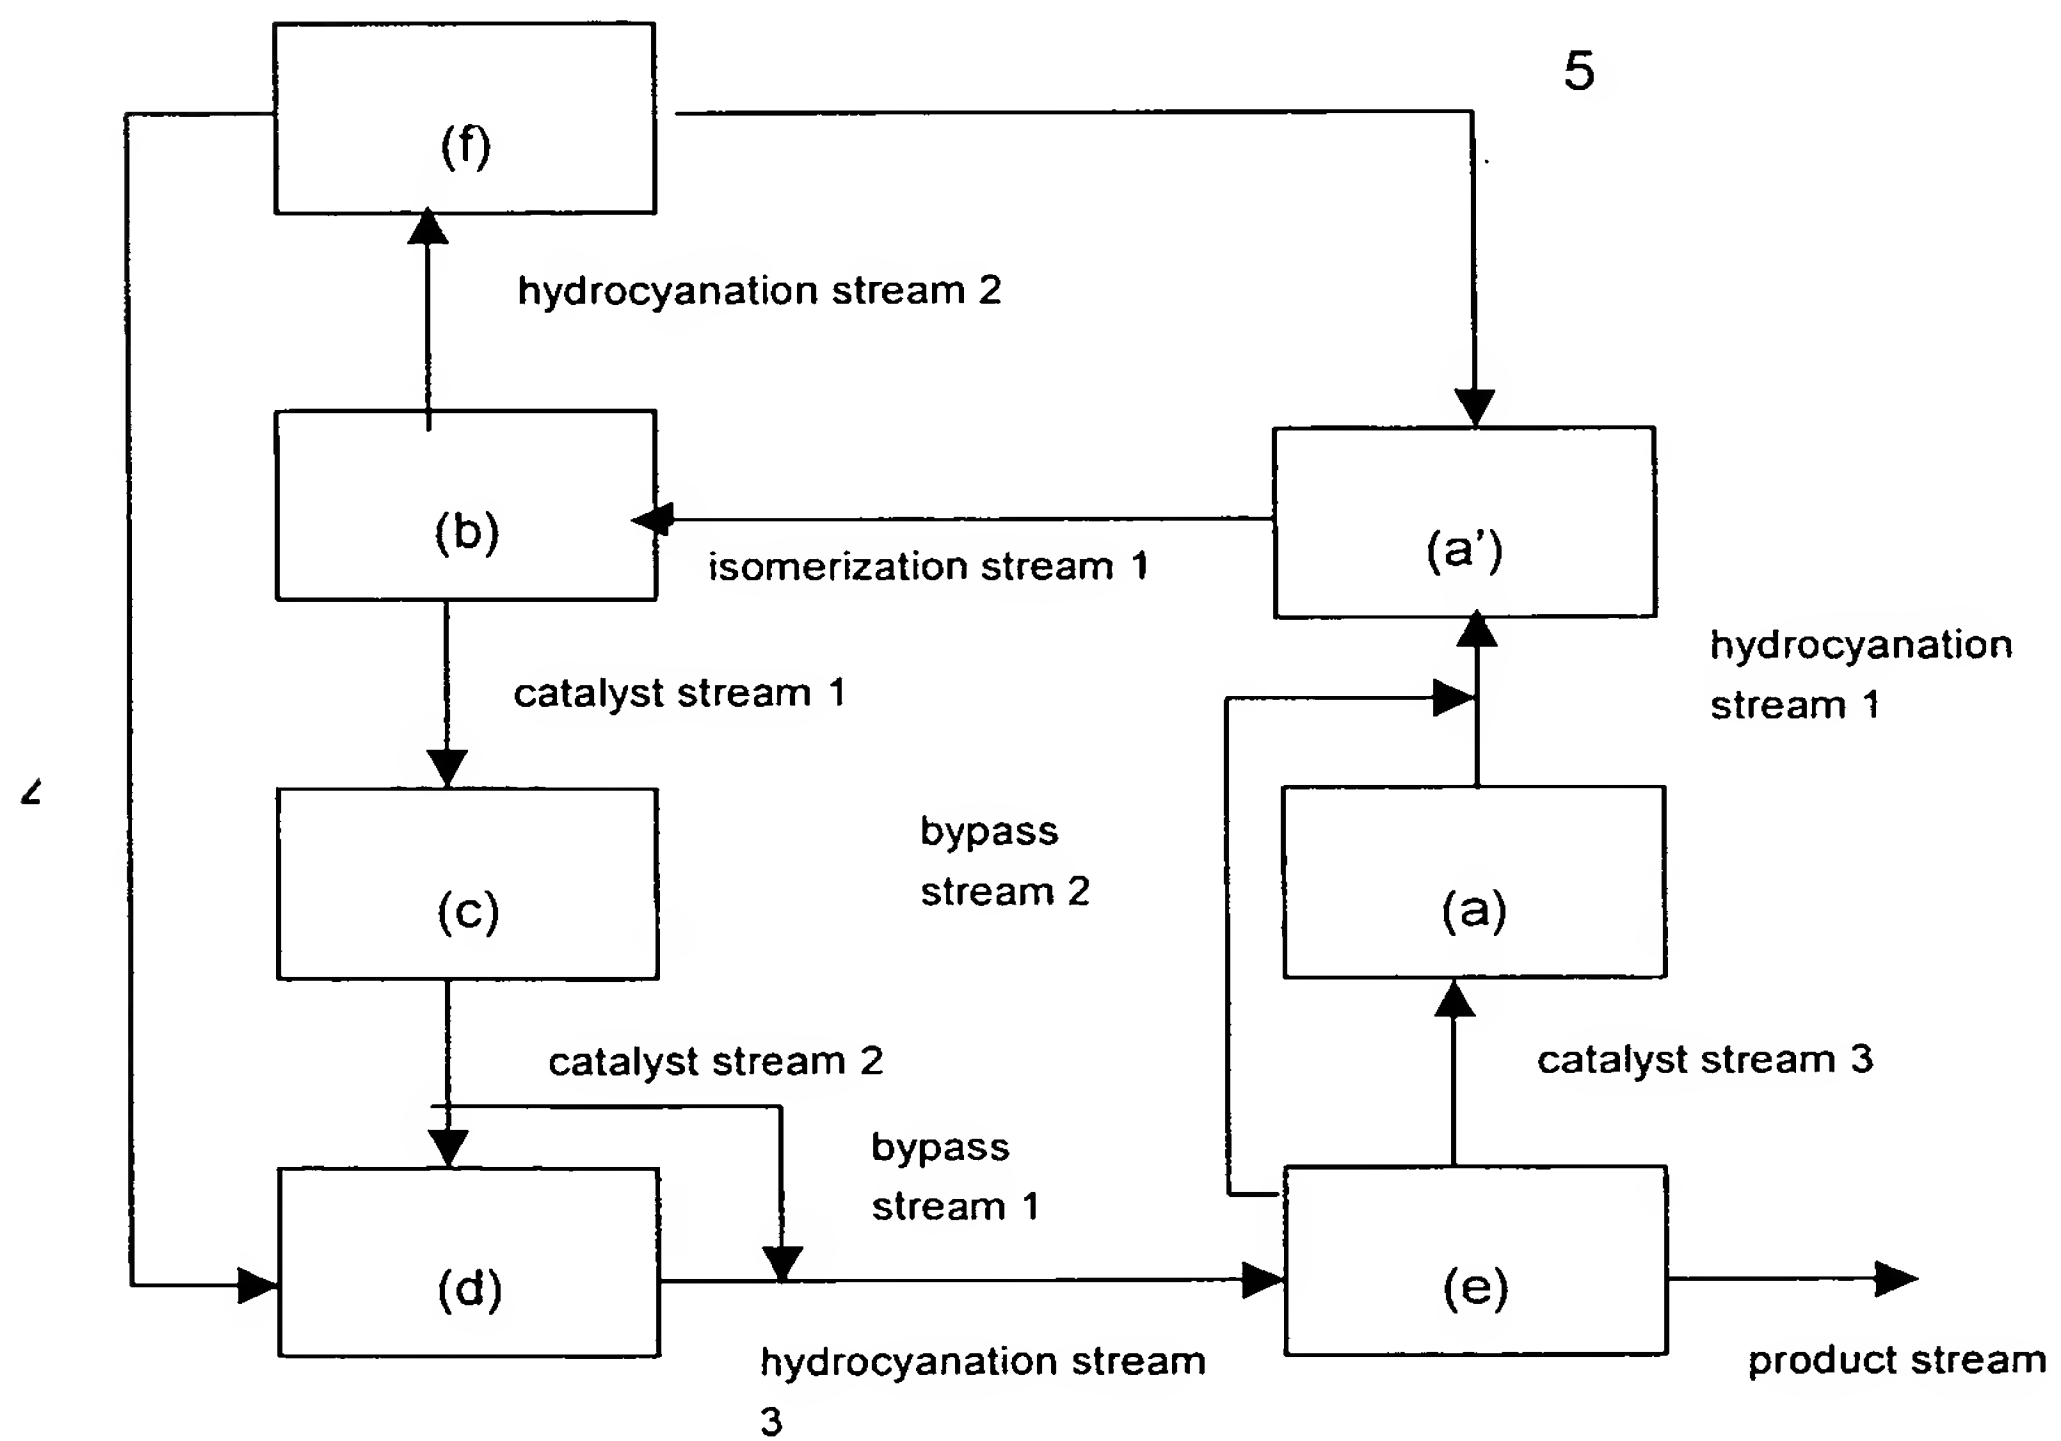 5
(f)
hydrocyanation stream 2
(b)
(a')
isomerization stream 1
hydrocyanation
stream 1
catalyst stream 1
bypass
stream 2
(c)
(a)
catalyst stream 2
catalyst stream 3
bypass
stream 1
(d)
(e)
hydrocyanation stream
3
product stream